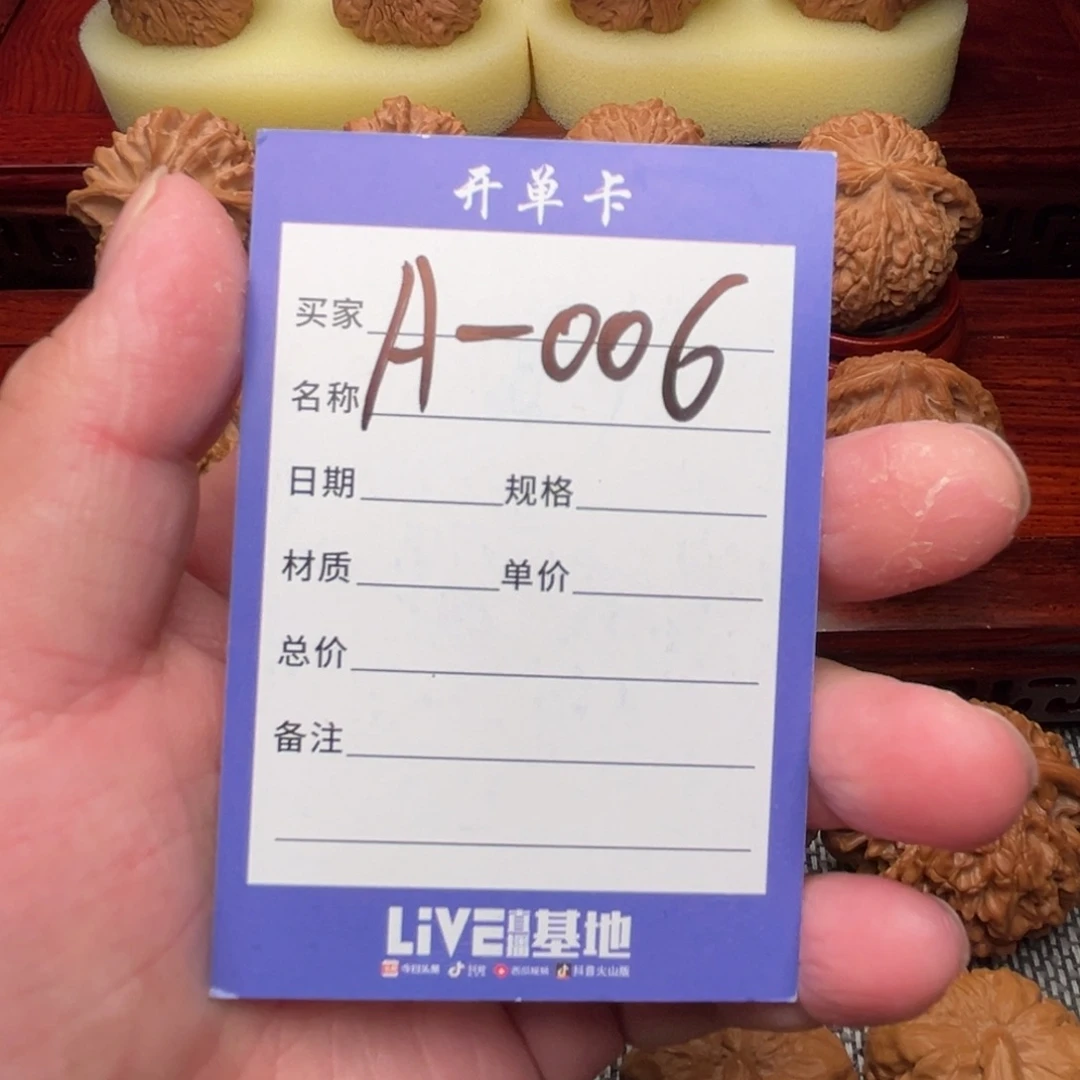 开单卡
买家 A-006
名称
日期 规格
材质 单价
总价
备注
LiVE直播基地
今日头条 抖音 西瓜视频 抖音火山版